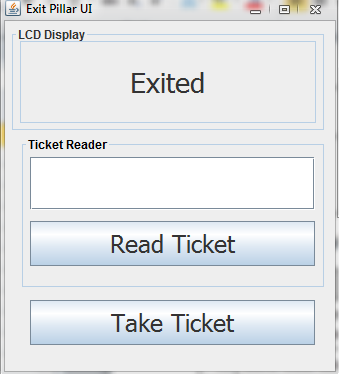 Exit Pillar UI
LCD Display
Exited
Ticket Reader
Read Ticket
Take Ticket